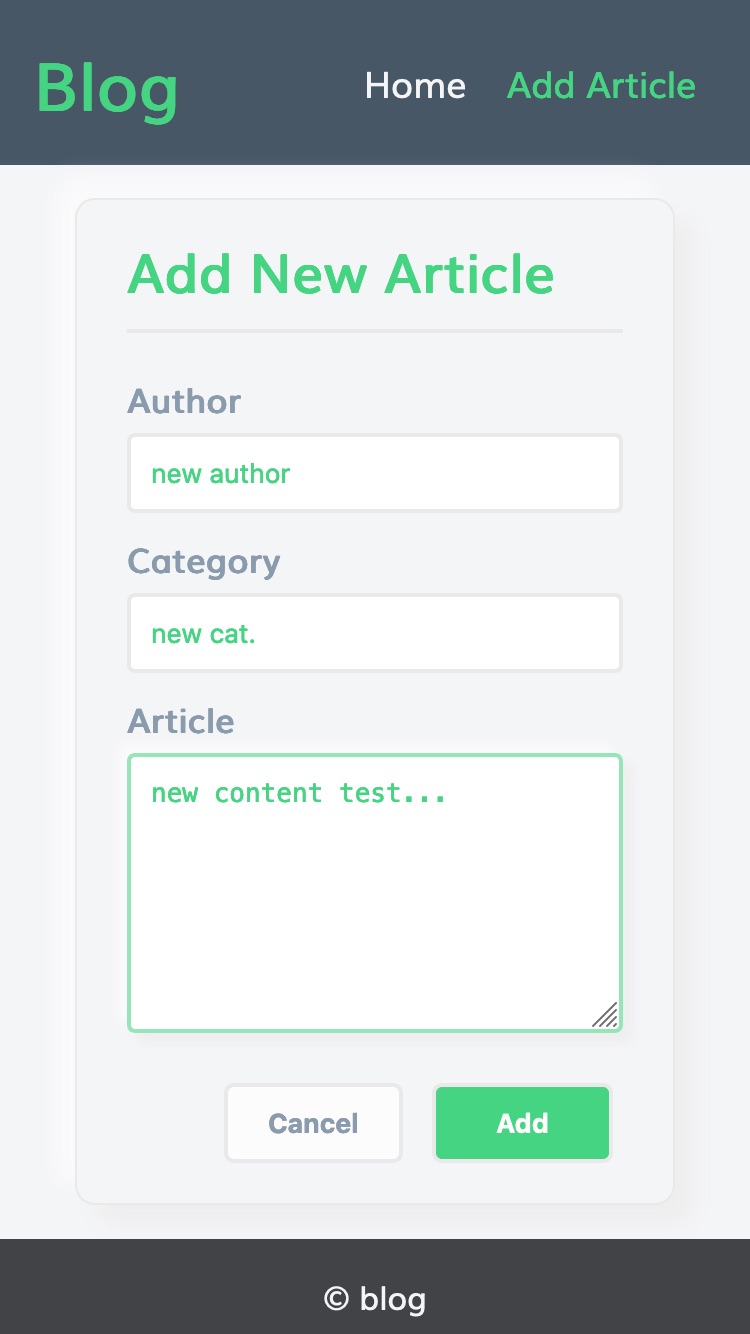 Blog
Home Add Article
Add New Article
Author
new author
Category
new cat.
Article
new content test...
Cancel Add
© blog